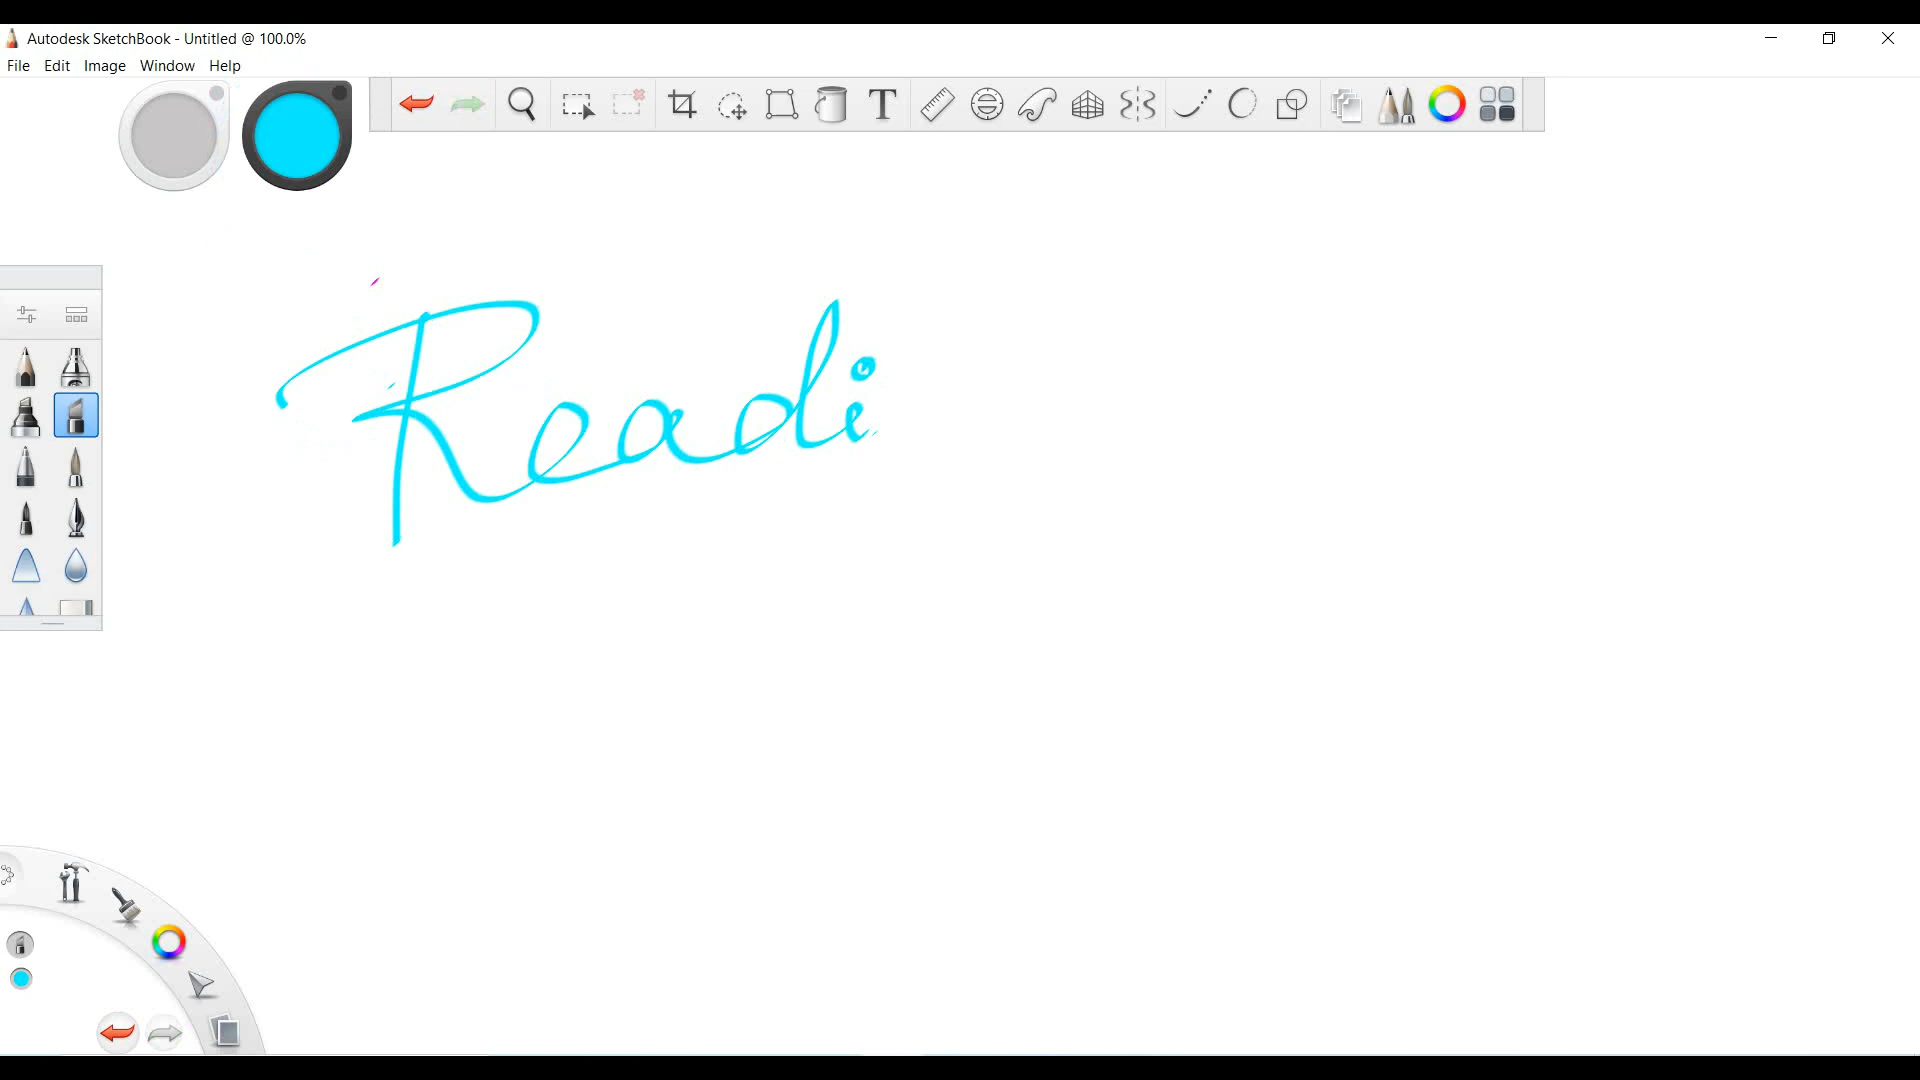 Autodesk SketchBook - Untitled @ 100.0%
File Edit Image Window Help
T
Readi